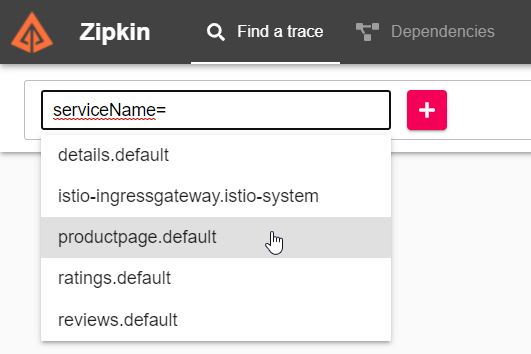 Zipkin
Find a trace
Dependencies
serviceName=
+
details.default
istio-ingressgateway.istio-system
productpage.default
ratings.default
reviews.default